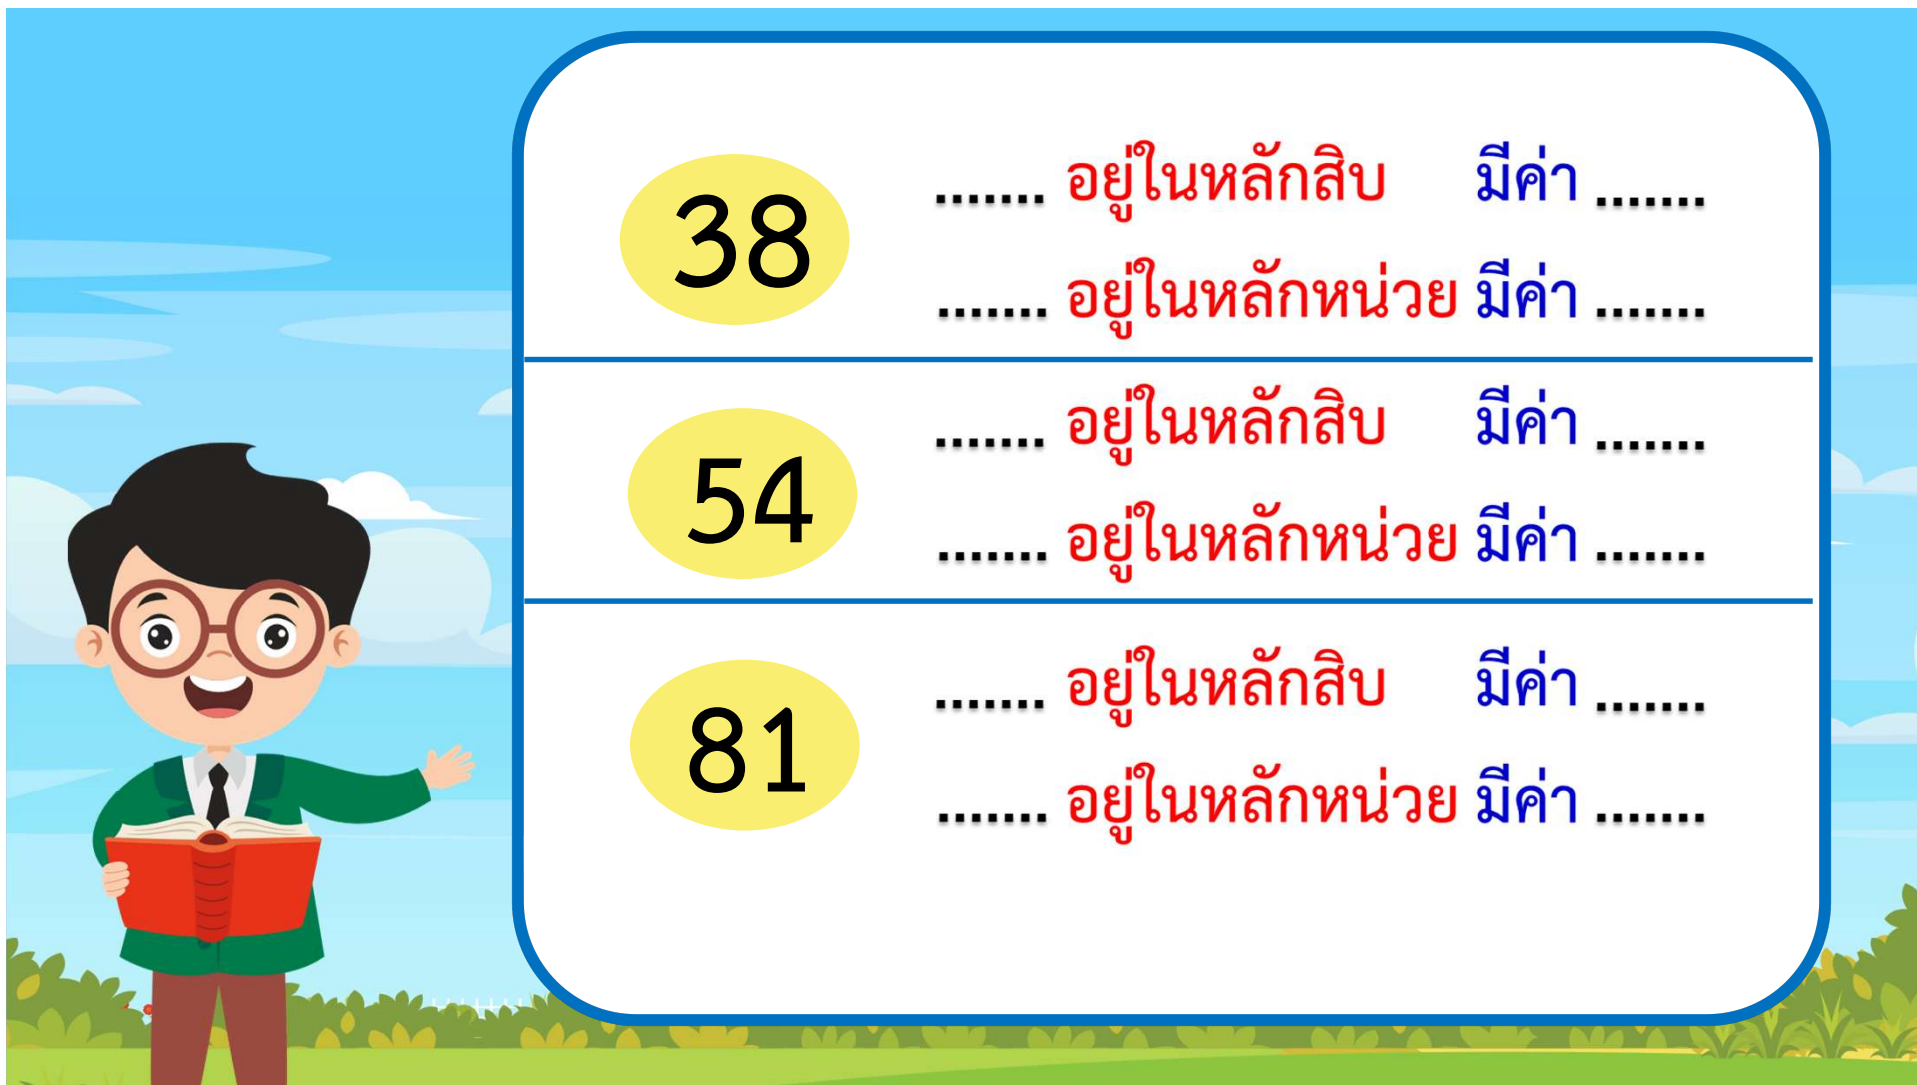 38
....... อยู่ในหลักสิบ มีค่า .......
....... อยู่ในหลักหน่วย มีค่า .......
54
....... อยู่ในหลักสิบ มีค่า .......
....... อยู่ในหลักหน่วย มีค่า .......
81
....... อยู่ในหลักสิบ มีค่า .......
....... อยู่ในหลักหน่วย มีค่า .......